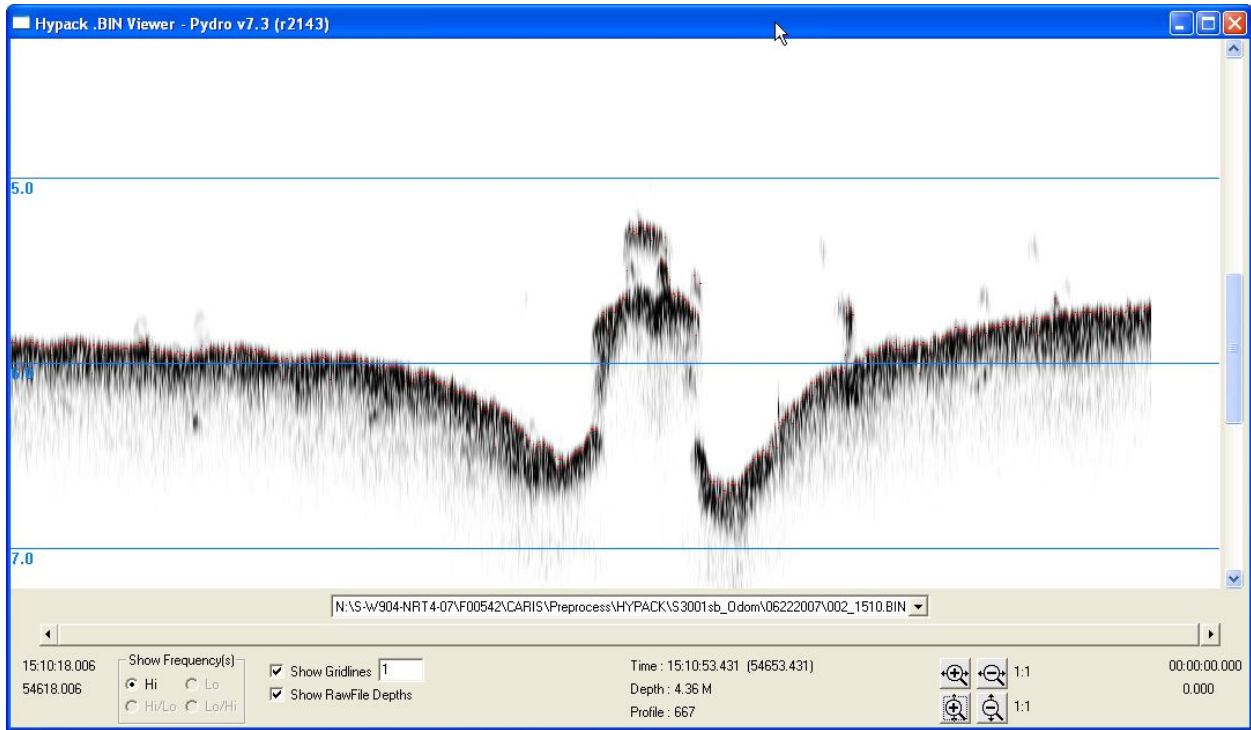 Hypack .BIN Viewer - Pydro v7.3 (r2143)
5.0
6.0
7.0
N:\S-W904-NRT4-07\F00542\CARIS\Preprocess\HYPACK\S3001sb_Odom\06222007\002_1510.BIN
15:10:18.006
54618.006
Show Frequency(s)
Hi
Lo
Hi/Lo
Lo/Hi
Show Gridlines 1
Show RawFile Depths
Time : 15:10:53.431 (54653.431)
Depth : 4.36 M
Profile : 667
1:1
1:1
00:00:00.000
0.000